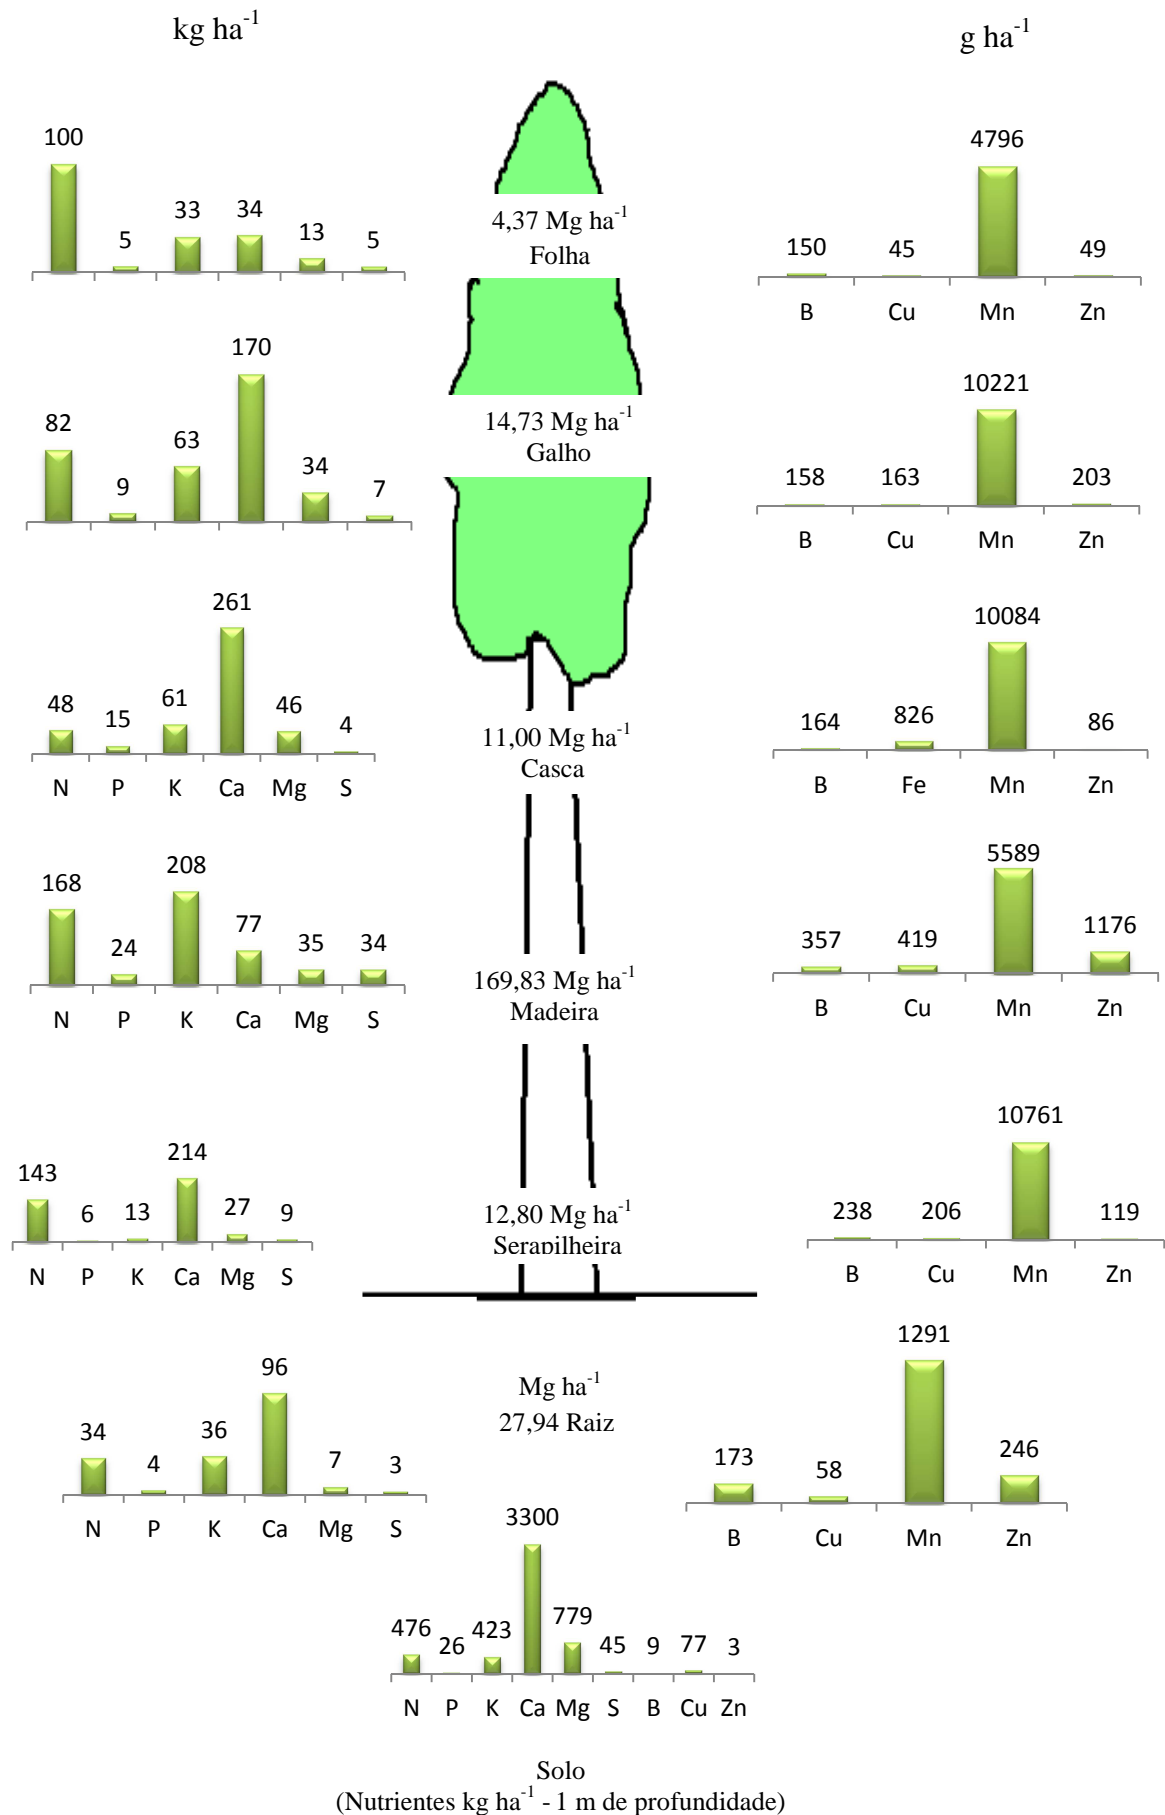 kg ha-1
g ha-1
100 5 33 34 13 5
4,37 Mg ha-1
Folha
150 45 4796 49
B Cu Mn Zn
82 9 63 170 34 7
14,73 Mg ha-1
Galho
158 163 10221 203
B Cu Mn Zn
48 15 61 261 46 4
N P K Ca Mg S
11,00 Mg ha-1
Casca
164 826 10084 86
B Fe Mn Zn
168 24 208 77 35 34
N P K Ca Mg S
169,83 Mg ha-1
Madeira
357 419 5589 1176
B Cu Mn Zn
143 6 13 214 27 9
N P K Ca Mg S
12,80 Mg ha-1
Serapilheira
238 206 10761 119
B Cu Mn Zn
34 4 36 96 7 3
N P K Ca Mg S
Mg ha-1
27,94 Raiz
173 58 1291 246
B Cu Mn Zn
476 26 423 3300 779 45 9 77 3
N P K Ca Mg S B Cu Zn
Solo
(Nutrientes kg ha-1 - 1 m de profundidade)